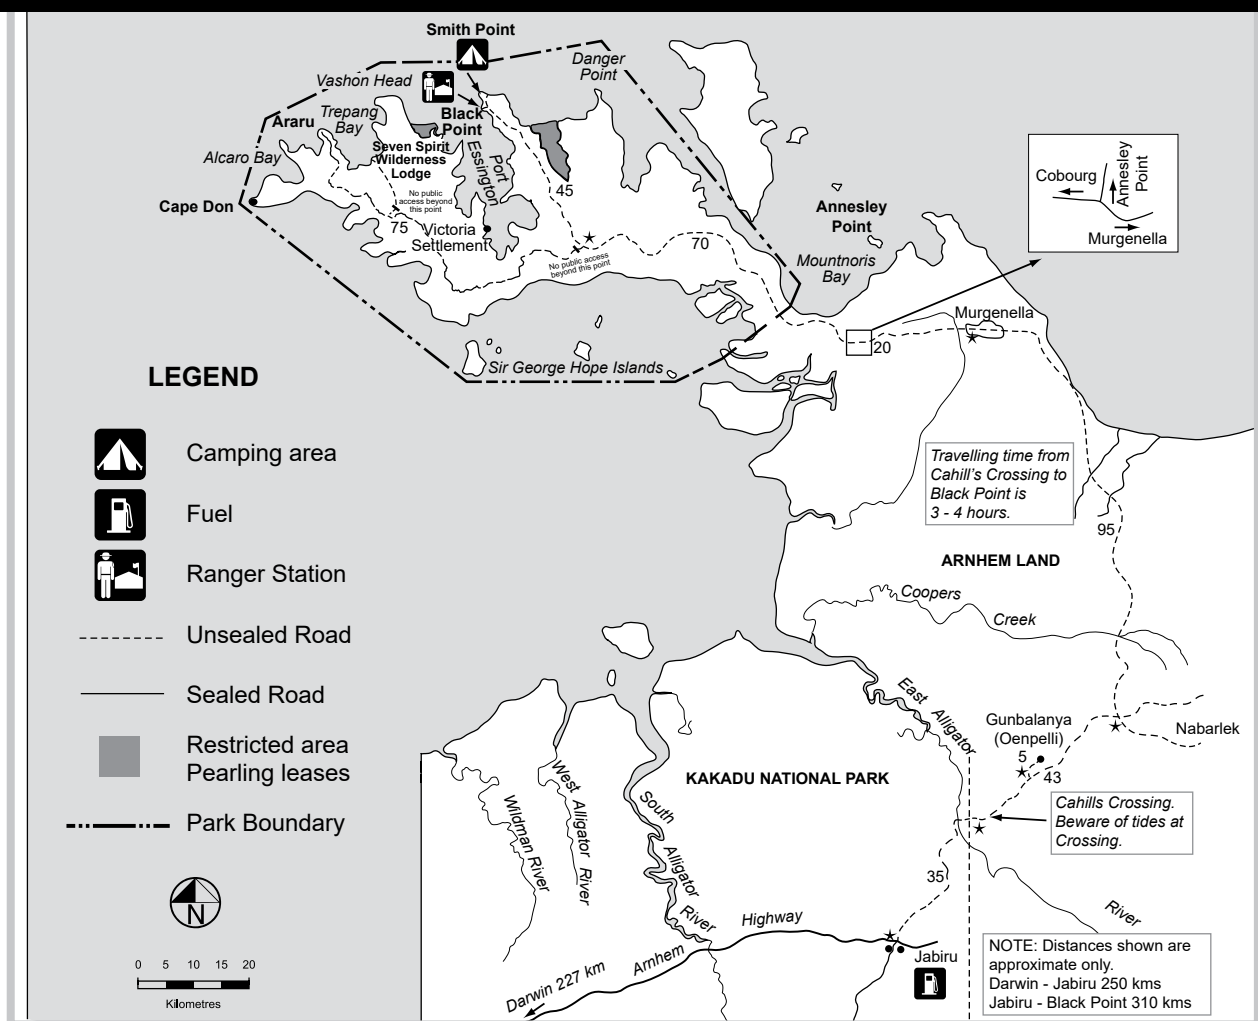 Smith Point
Danger
Point
Vashon Head
Trepang
Bay
Araru
Black
Point
Alcaro Bay
Seven Spirit
Wilderness
Lodge
Port
Essington
No public
access beyond
this point
45
Cape Don
75
Victoria
Settlement
70
No public access
beyond this point
Annesley
Point
Mountnoris
Bay
Cobourg
Annesley
Point
Murgenella
Murgenella
20
Sir George Hope Islands
LEGEND
Camping area
Fuel
Ranger Station
Unsealed Road
Sealed Road
Restricted area
Pearling leases
Park Boundary
N
0 5 10 15 20
Kilometres
Travelling time from
Cahill's Crossing to
Black Point is
3 - 4 hours.
95
ARNHEM LAND
Coopers
Creek
East Alligator
Gunbalanya
(Oenpelli)
5
43
Nabarlek
KAKADU NATIONAL PARK
Cahills Crossing.
Beware of tides at
Crossing.
West Alligator River
Wildman River
South
Alligator
River
35
River
Highway
Arnhem
Darwin 227 km
Jabiru
NOTE: Distances shown are
approximate only.
Darwin - Jabiru 250 kms
Jabiru - Black Point 310 kms